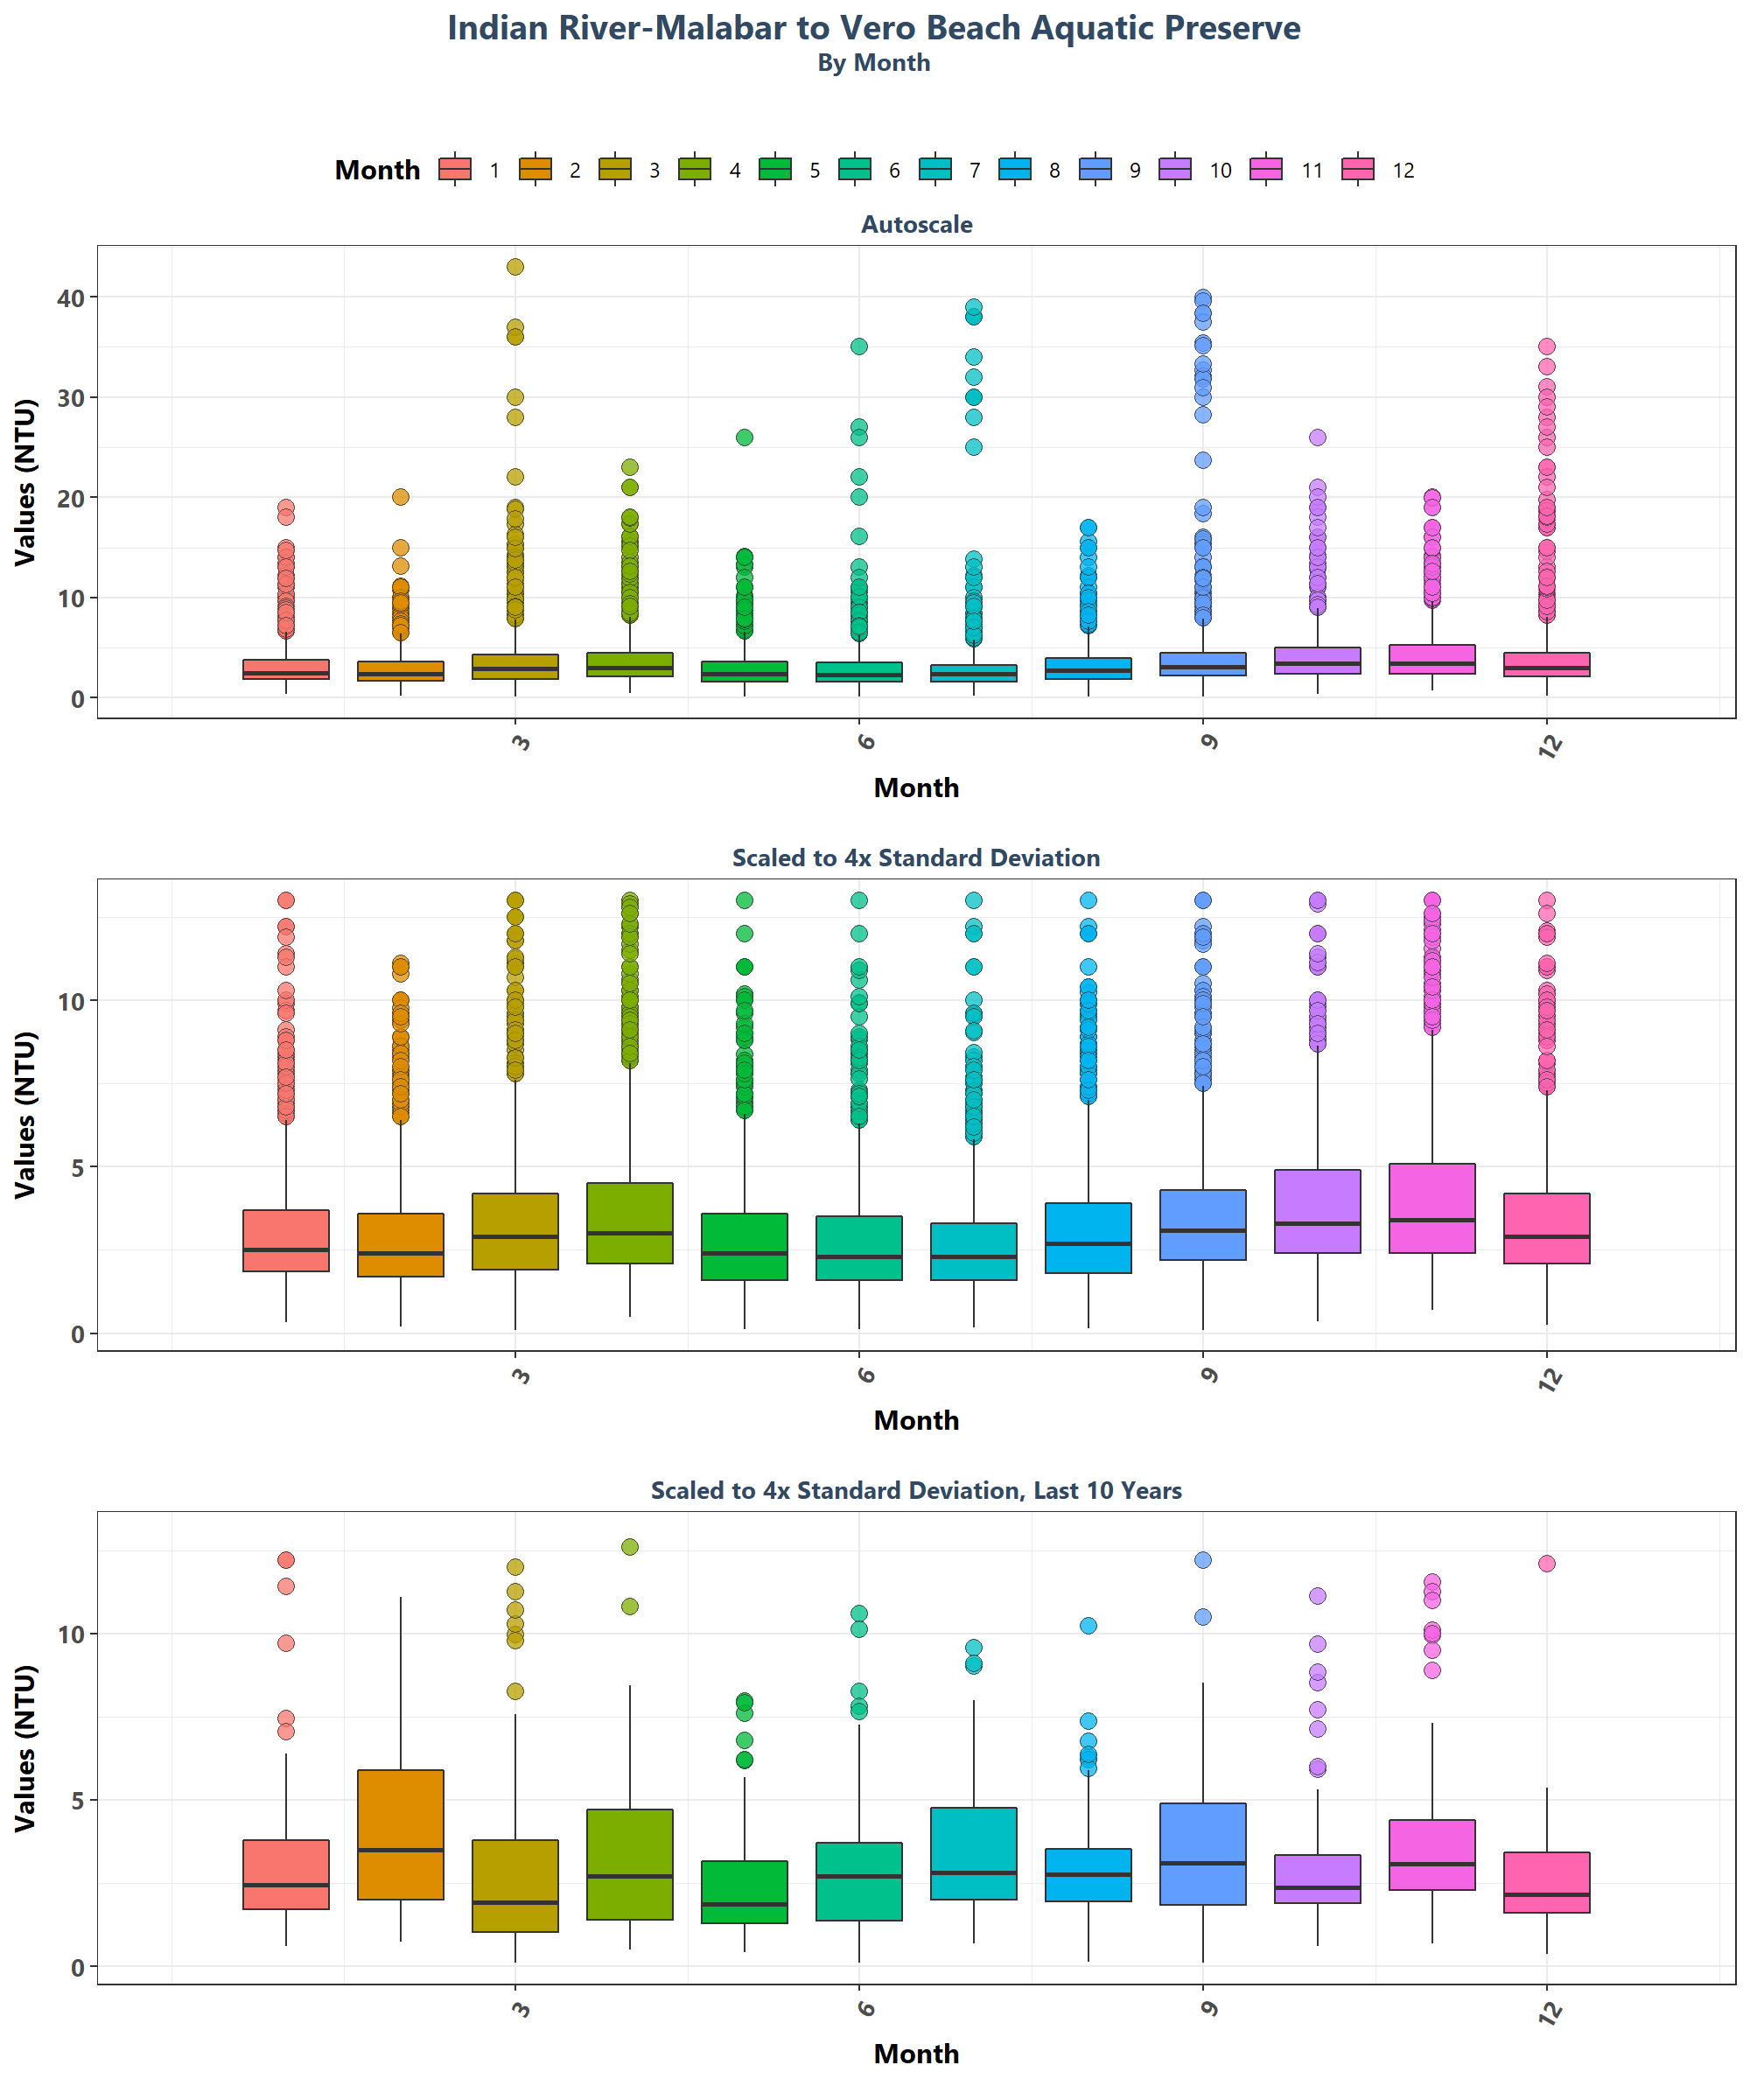 Indian River-Malabar to Vero Beach Aquatic Preserve
By Month
Month 1 2 3 4 5 6 7 8 9 10 11 12
Autoscale
Values (NTU)
40
30
20
10
0
3 6 9 12
Month
Scaled to 4x Standard Deviation
Values (NTU)
10
5
0
3 6 9 12
Month
Scaled to 4x Standard Deviation, Last 10 Years
Values (NTU)
10
5
0
3 6 9 12
Month